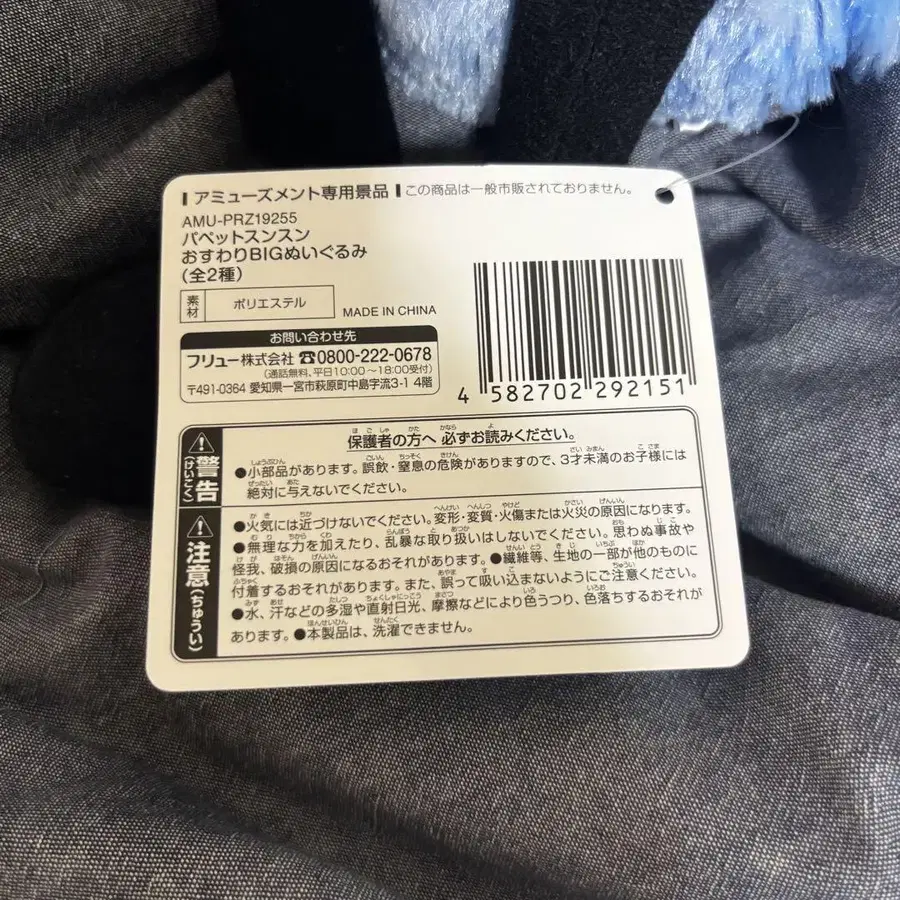 アミューズメント専用景品 この商品は一般市販されておりません。
AMU-PRZ19255
パペットスンスン
おすわりBIGぬいぐるみ
(全2種)
素材 ポリエステル
MADE IN CHINA
お問い合わせ先
フリュー株式会社 ☎0800-222-0678
(通話無料、平日10:00～18:00受付)
〒491-0364 愛知県一宮市萩原町中島字流3-1 4階
4 582702 292151
保護者の方へ 必ずお読みください。
警告(けいこく)
●小部品があります。誤飲・窒息の危険がありますので、3才未満のお子様には
絶対に与えないでください。
注意(ちゅうい)
●火気には近づけないでください。変形・変質・火傷または火災の原因になります。
●無理な力を加えたり、乱暴な取り扱いはしないでください。思わぬ事故や
怪我、破損の原因になるおそれがあります。●繊維等、生地の一部が他のものに
付着するおそれがあります。また、誤って吸い込まないようにご注意ください。
●水、汗などの多湿や直射日光、摩擦などにより色うつり、色落ちするおそれが
あります。●本製品は、洗濯できません。